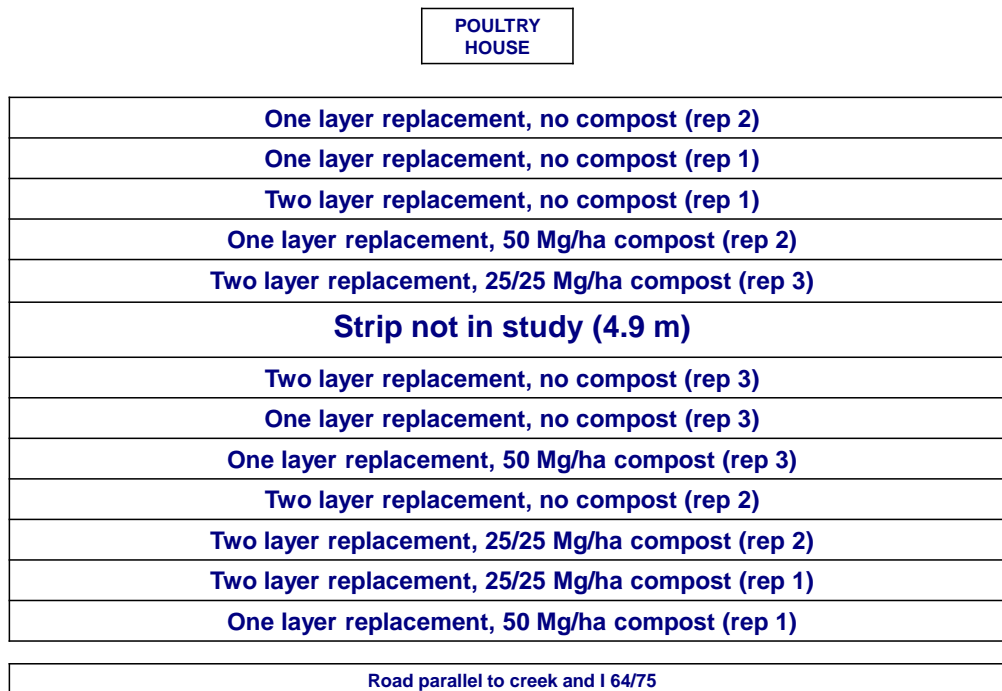 POULTRY
HOUSE
One layer replacement, no compost (rep 2)
One layer replacement, no compost (rep 1)
Two layer replacement, no compost (rep 1)
One layer replacement, 50 Mg/ha compost (rep 2)
Two layer replacement, 25/25 Mg/ha compost (rep 3)
Strip not in study (4.9 m)
Two layer replacement, no compost (rep 3)
One layer replacement, no compost (rep 3)
One layer replacement, 50 Mg/ha compost (rep 3)
Two layer replacement, no compost (rep 2)
Two layer replacement, 25/25 Mg/ha compost (rep 2)
Two layer replacement, 25/25 Mg/ha compost (rep 1)
One layer replacement, 50 Mg/ha compost (rep 1)
Road parallel to creek and I 64/75